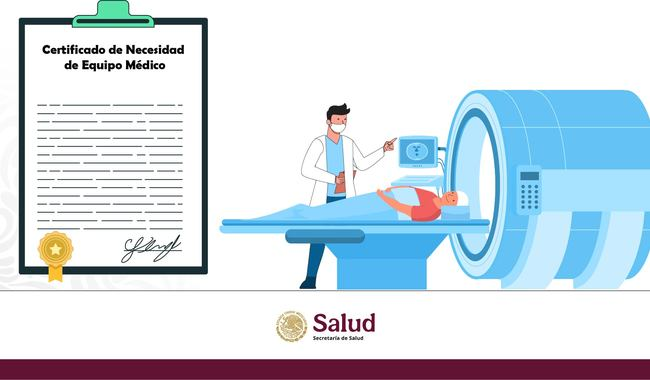 Certificado de Necesidad
de Equipo Médico
Salud
Secretaría de Salud